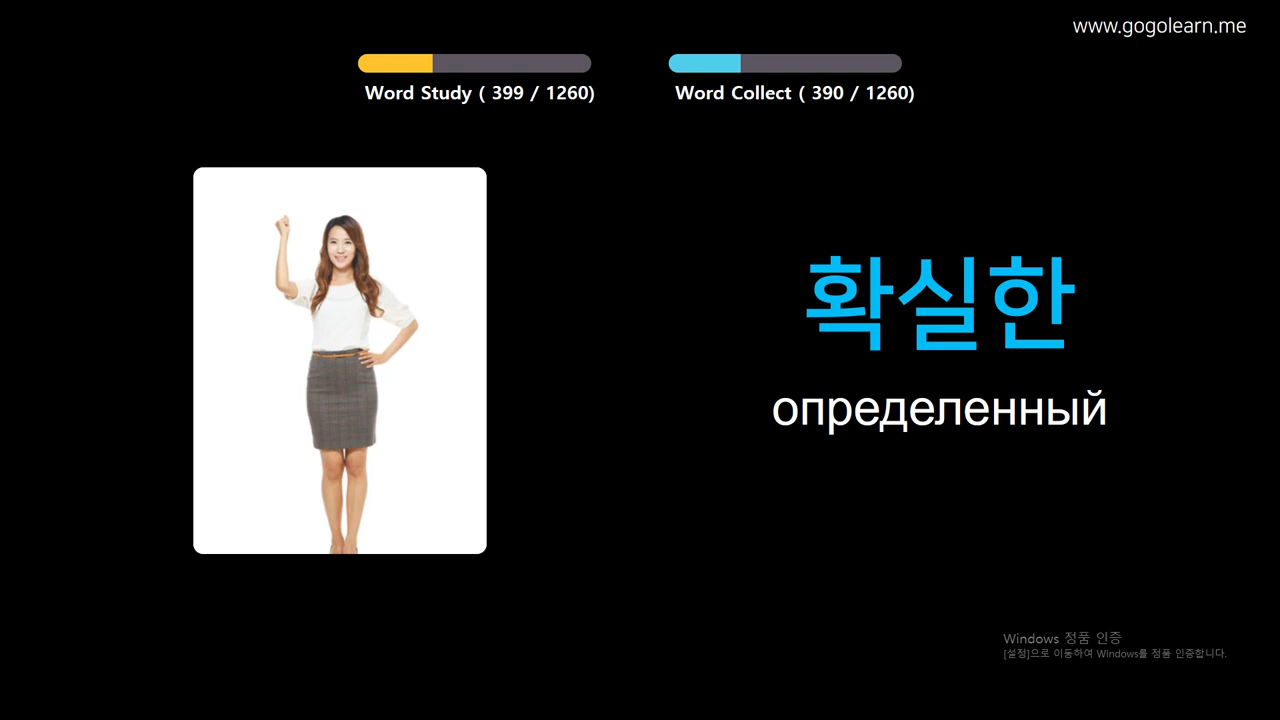 www.gogolearn.me
Word Study ( 399 / 1260)
Word Collect ( 390 / 1260)
확실한
определенный
Windows 정품 인증
[설정]으로 이동하여 Windows를 정품 인증합니다.